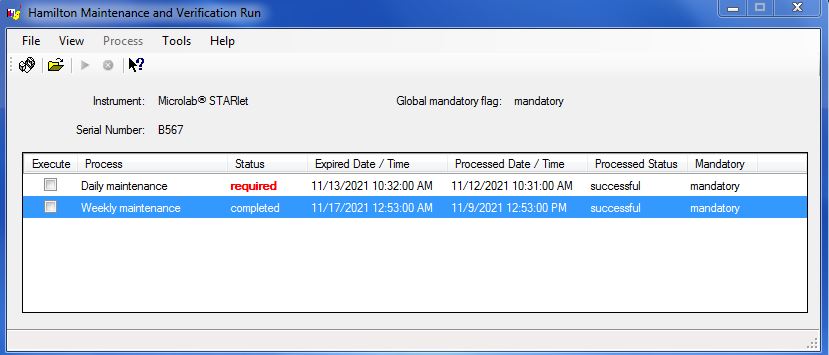 Hamilton Maintenance and Verification Run
File View Process Tools Help
Instrument: Microlab® STARlet Global mandatory flag: mandatory
Serial Number: B567
Execute Process Status Expired Date / Time Processed Date / Time Processed Status Mandatory
Daily maintenance required 11/13/2021 10:32:00 AM 11/12/2021 10:31:00 AM successful mandatory
Weekly maintenance completed 11/17/2021 12:53:00 AM 11/9/2021 12:53:00 PM successful mandatory